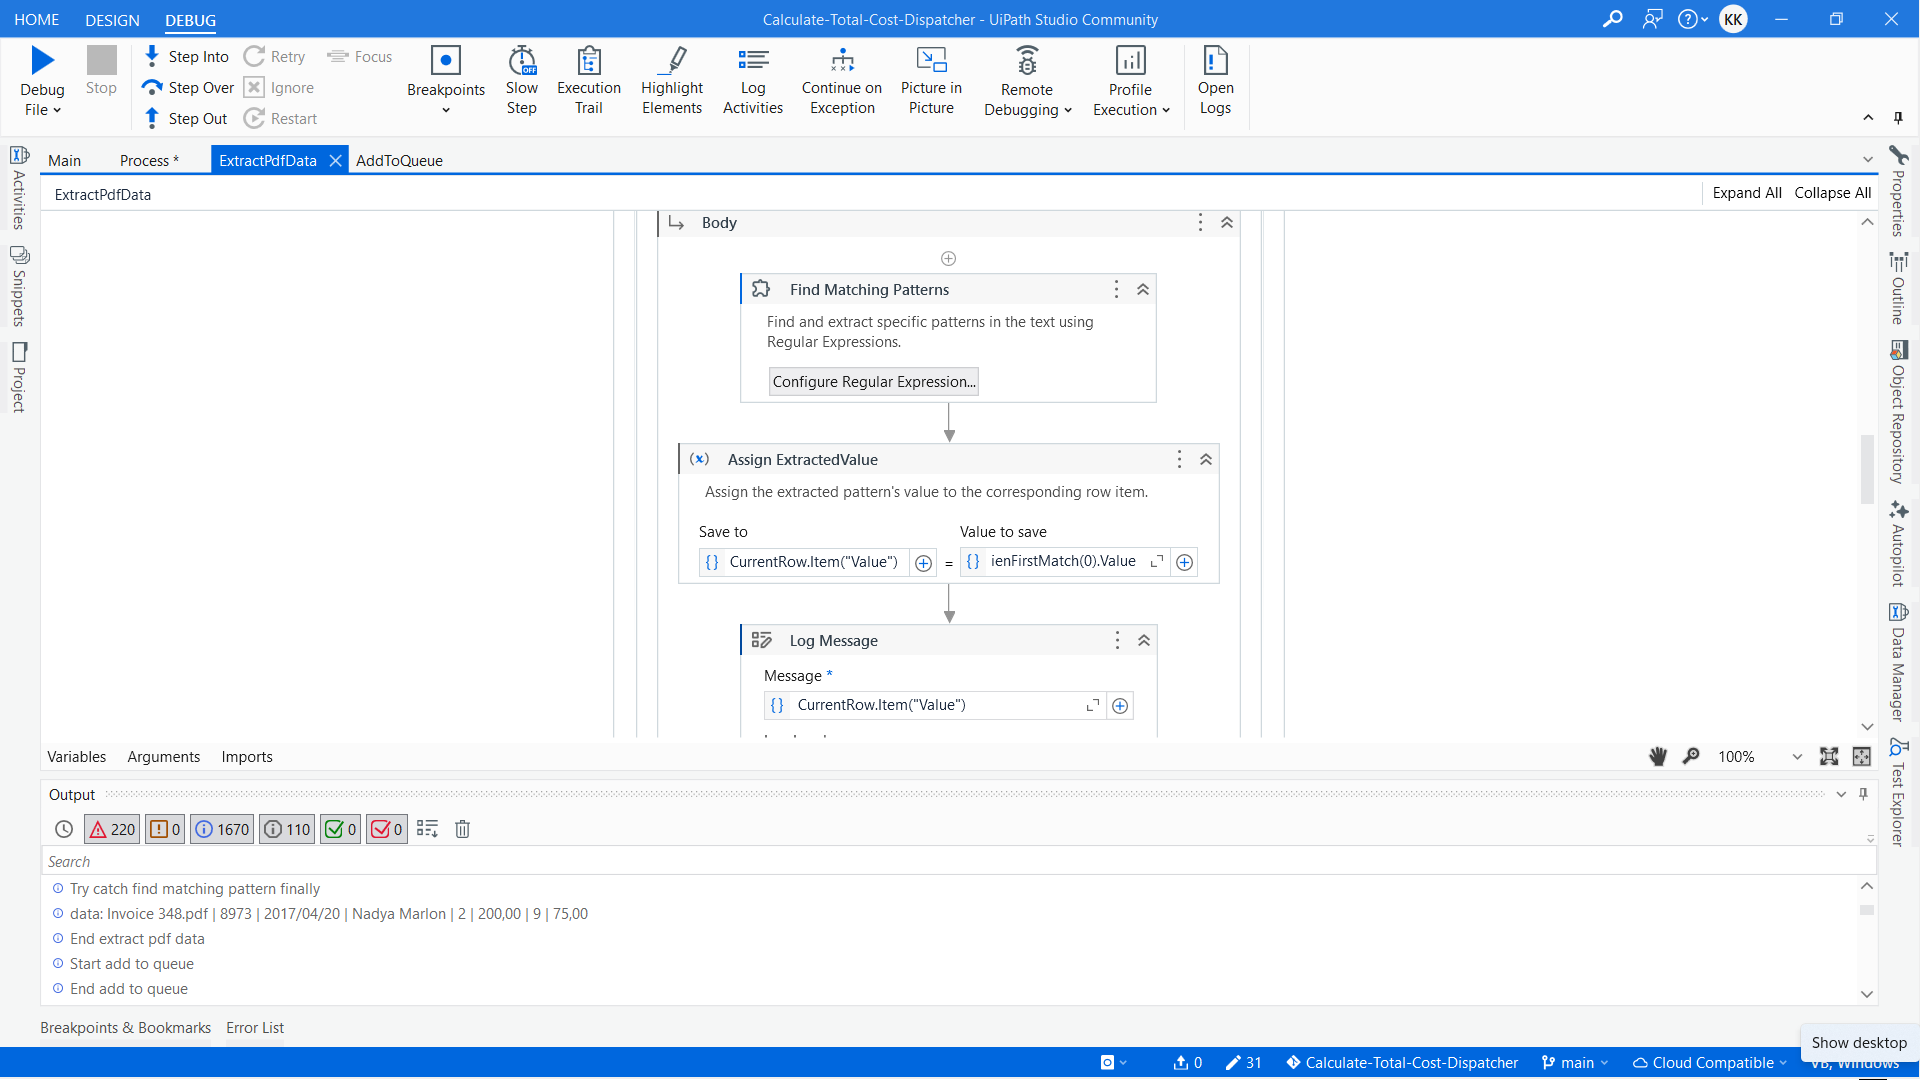 HOME DESIGN DEBUG Calculate-Total-Cost-Dispatcher - UiPath Studio Community KK
Debug File
Stop
Step Into
Step Over
Step Out
Retry
Ignore
Restart
Focus
Breakpoints
Slow Step
OFF
Execution Trail
Highlight Elements
Log Activities
Continue on Exception
Picture in Picture
Remote Debugging
Profile Execution
Open Logs
Main Process * ExtractPdfData AddToQueue
ExtractPdfData Expand All Collapse All
Activities
Snippets
Project
Body
Find Matching Patterns
Find and extract specific patterns in the text using
Regular Expressions.
Configure Regular Expression...
Assign ExtractedValue
Assign the extracted pattern's value to the corresponding row item.
Save to Value to save
{} CurrentRow.Item("Value") = {} ienFirstMatch(0).Value
Log Message
Message *
{} CurrentRow.Item("Value")
Properties
Outline
Object Repository
Autopilot
Data Manager
Test Explorer
Variables Arguments Imports 100%
Output
220 0 1670 110 0 0
Search
Try catch find matching pattern finally
data: Invoice 348.pdf | 8973 | 2017/04/20 | Nadya Marlon | 2 | 200,00 | 9 | 75,00
End extract pdf data
Start add to queue
End add to queue
Breakpoints & Bookmarks Error List
Show desktop
0 31 Calculate-Total-Cost-Dispatcher main Cloud Compatible VB, Windows